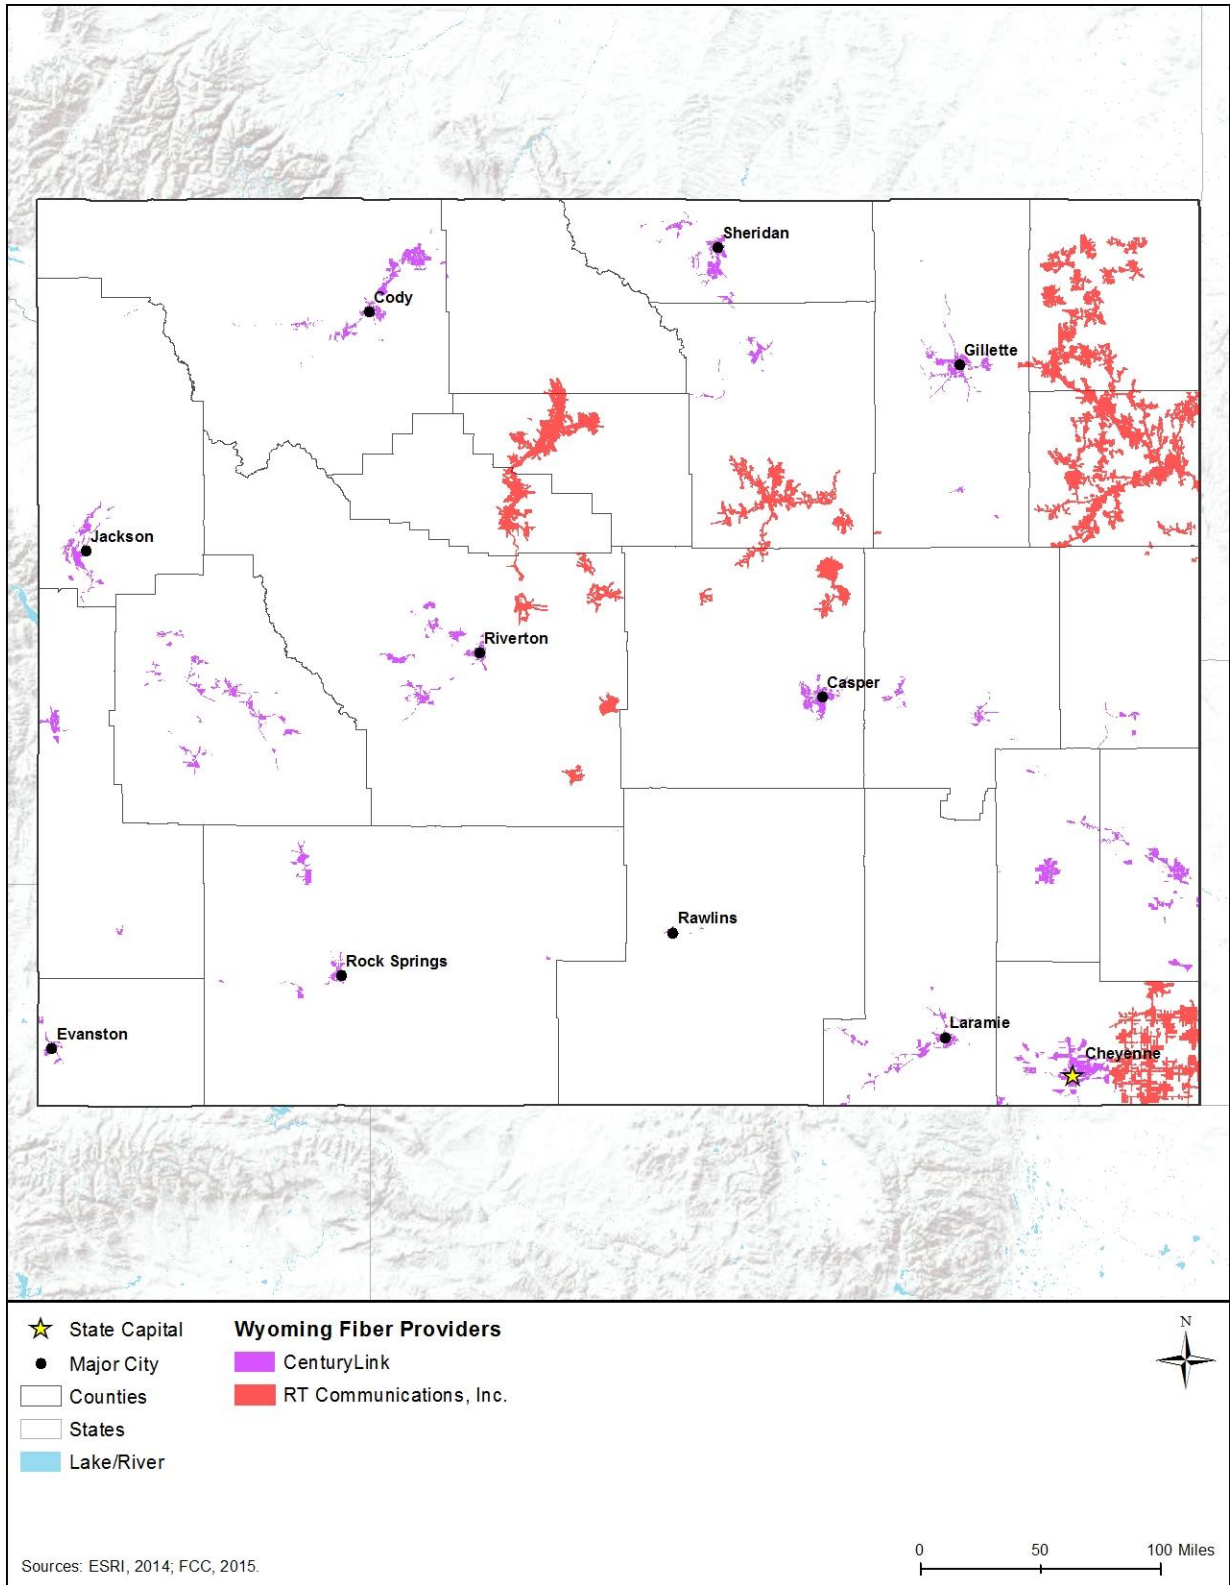 Sheridan
Cody
Gillette
Jackson
Riverton
Casper
Rawlins
Rock Springs
Laramie
Evanston
Cheyenne
State Capital
Major City
Counties
States
Lake/River
Wyoming Fiber Providers
CenturyLink
RT Communications, Inc.
N
0 50 100 Miles
Sources: ESRI, 2014; FCC, 2015.